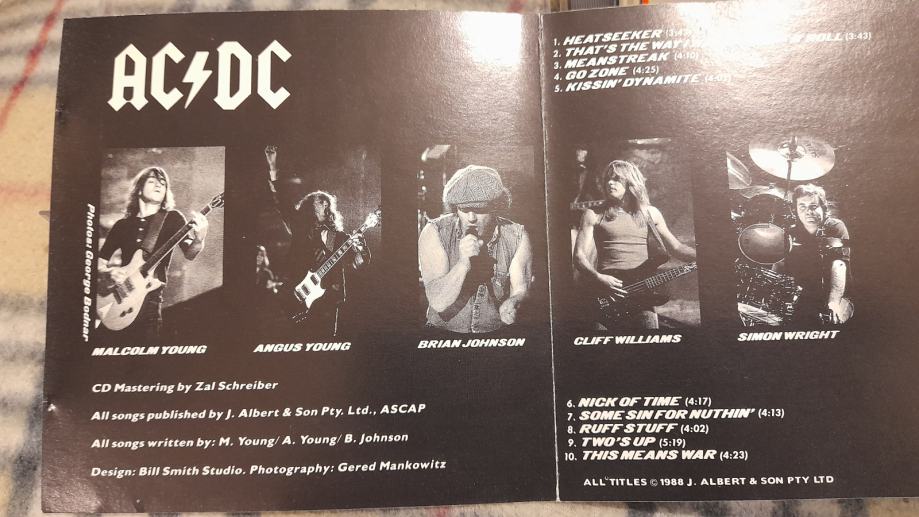 AC⚡DC
Photos: George Bodnar
MALCOLM YOUNG
ANGUS YOUNG
BRIAN JOHNSON
CD Mastering by Zal Schreiber
All songs published by J. Albert & Son Pty. Ltd., ASCAP
All songs written by: M. Young/ A. Young/ B. Johnson
Design: Bill Smith Studio. Photography: Gered Mankowitz
1. HEATSEEKER
2. THAT'S THE WAY ROLL (3:43)
3. MEANSTREAK (4:10)
4. GO ZONE (4:25)
5. KISSIN' DYNAMITE
CLIFF WILLIAMS
SIMON WRIGHT
6. NICK OF TIME (4:17)
7. SOME SIN FOR NUTHIN' (4:13)
8. RUFF STUFF (4:02)
9. TWO'S UP (5:19)
10. THIS MEANS WAR (4:23)
ALL TITLES © 1988 J. ALBERT & SON PTY LTD